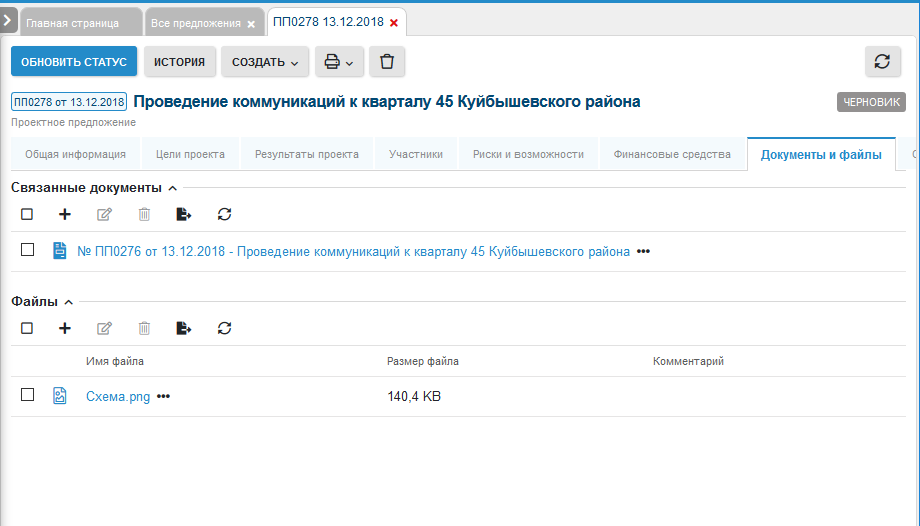 Главная страница
Все предложения
ПП0278 13.12.2018
ОБНОВИТЬ СТАТУС
ИСТОРИЯ
СОЗДАТЬ
ПП0278 от 13.12.2018
Проведение коммуникаций к кварталу 45 Куйбышевского района
ЧЕРНОВИК
Проектное предложение
Общая информация
Цели проекта
Результаты проекта
Участники
Риски и возможности
Финансовые средства
Документы и файлы
Связанные документы
№ ПП0276 от 13.12.2018 - Проведение коммуникаций к кварталу 45 Куйбышевского района
Файлы
Имя файла
Размер файла
Комментарий
Схема.png
140,4 KB